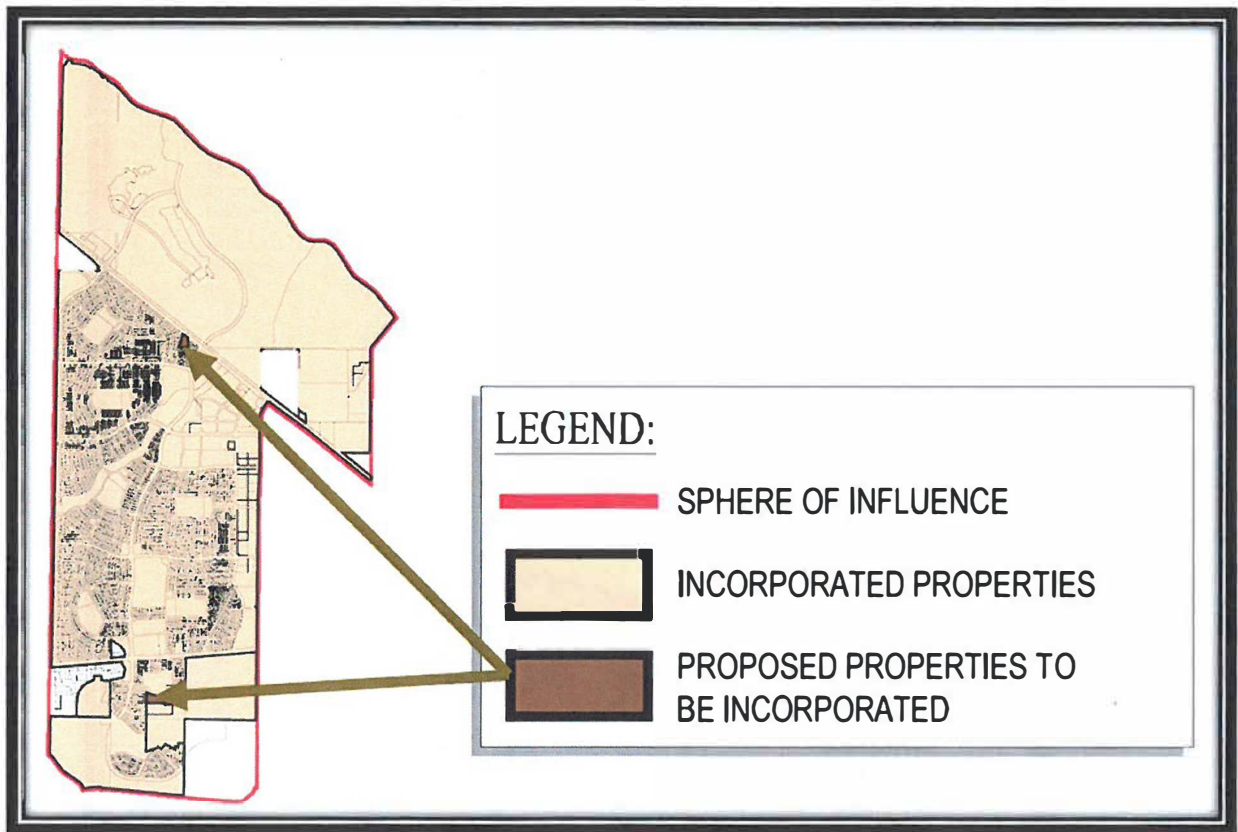 LEGEND:
SPHERE OF INFLUENCE
INCORPORATED PROPERTIES
PROPOSED PROPERTIES TO
BE INCORPORATED